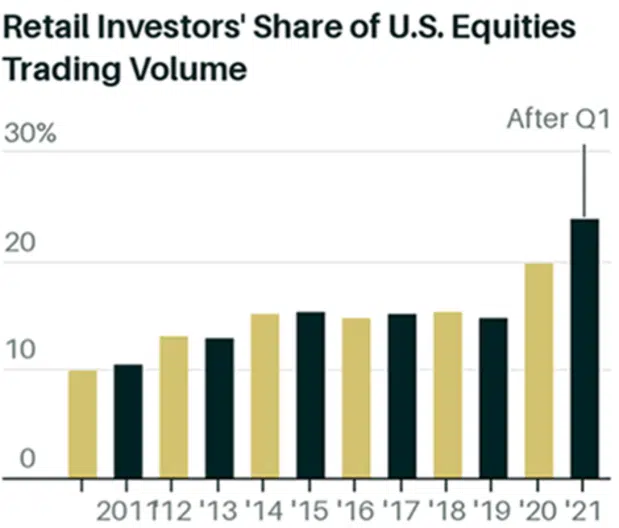 Retail Investors' Share of U.S. Equities
Trading Volume
After Q1
30%
20
10
0
2011 '12 '13 '14 '15 '16 '17 '18 '19 '20 '21